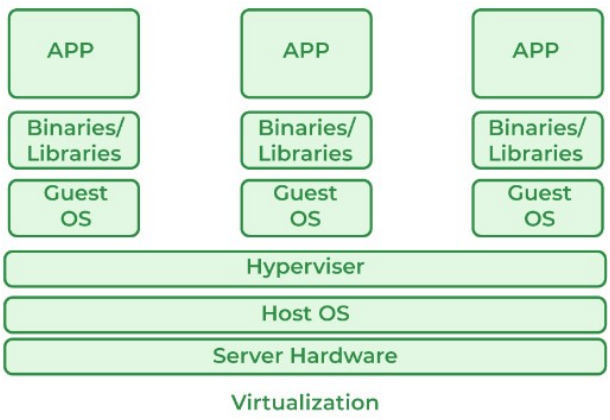 APP
APP
APP
Binaries/
Libraries
Binaries/
Libraries
Binaries/
Libraries
Guest
OS
Guest
OS
Guest
OS
Hyperviser
Host OS
Server Hardware
Virtualization